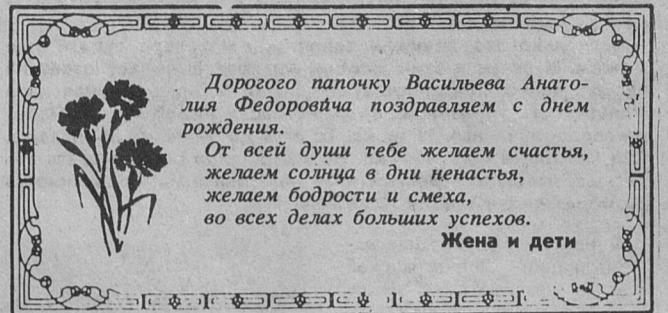 Дорогого папочку Васильева Анато-
лия Федоровича поздравляем с днем
рождения.
От всей души тебе желаем счастья,
желаем солнца в дни ненастья,
желаем бодрости и смеха,
во всех делах больших успехов.
Жена и дети